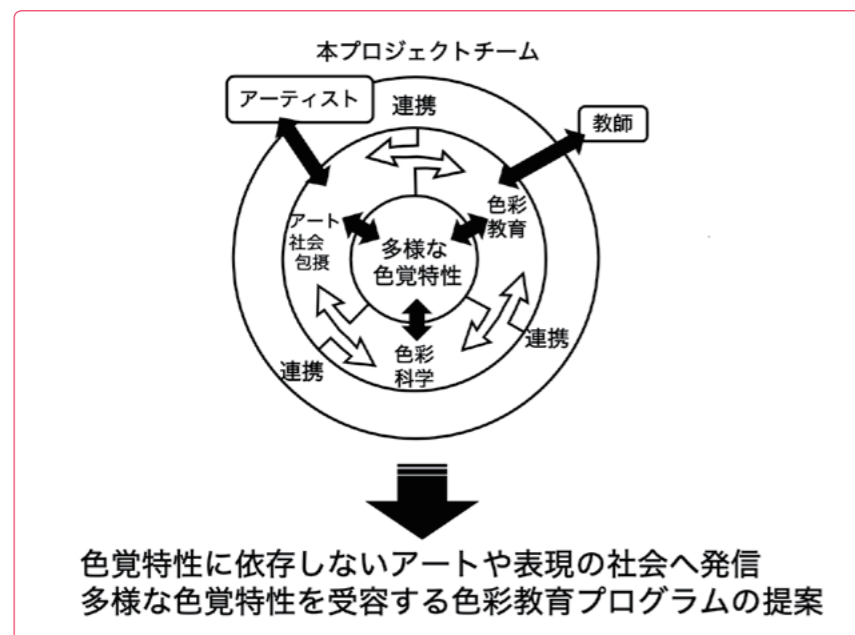 本プロジェクトチーム
アーティスト
連携
教師
アート
社会
包摂
色彩
教育
多様な
色覚特性
色彩
科学
連携
連携
色覚特性に依存しないアートや表現の社会へ発信
多様な色覚特性を受容する色彩教育プログラムの提案